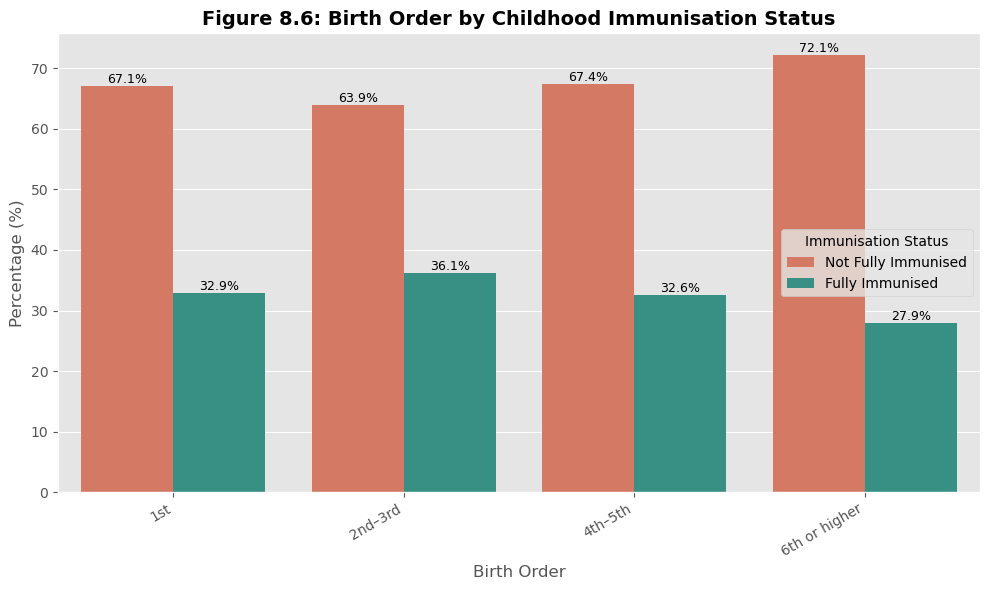 Figure 8.6: Birth Order by Childhood Immunisation Status
Percentage (%)
70
60
50
40
30
20
10
0
67.1%
32.9%
63.9%
36.1%
67.4%
32.6%
72.1%
27.9%
Immunisation Status
Not Fully Immunised
Fully Immunised
1st
2nd–3rd
4th–5th
6th or higher
Birth Order